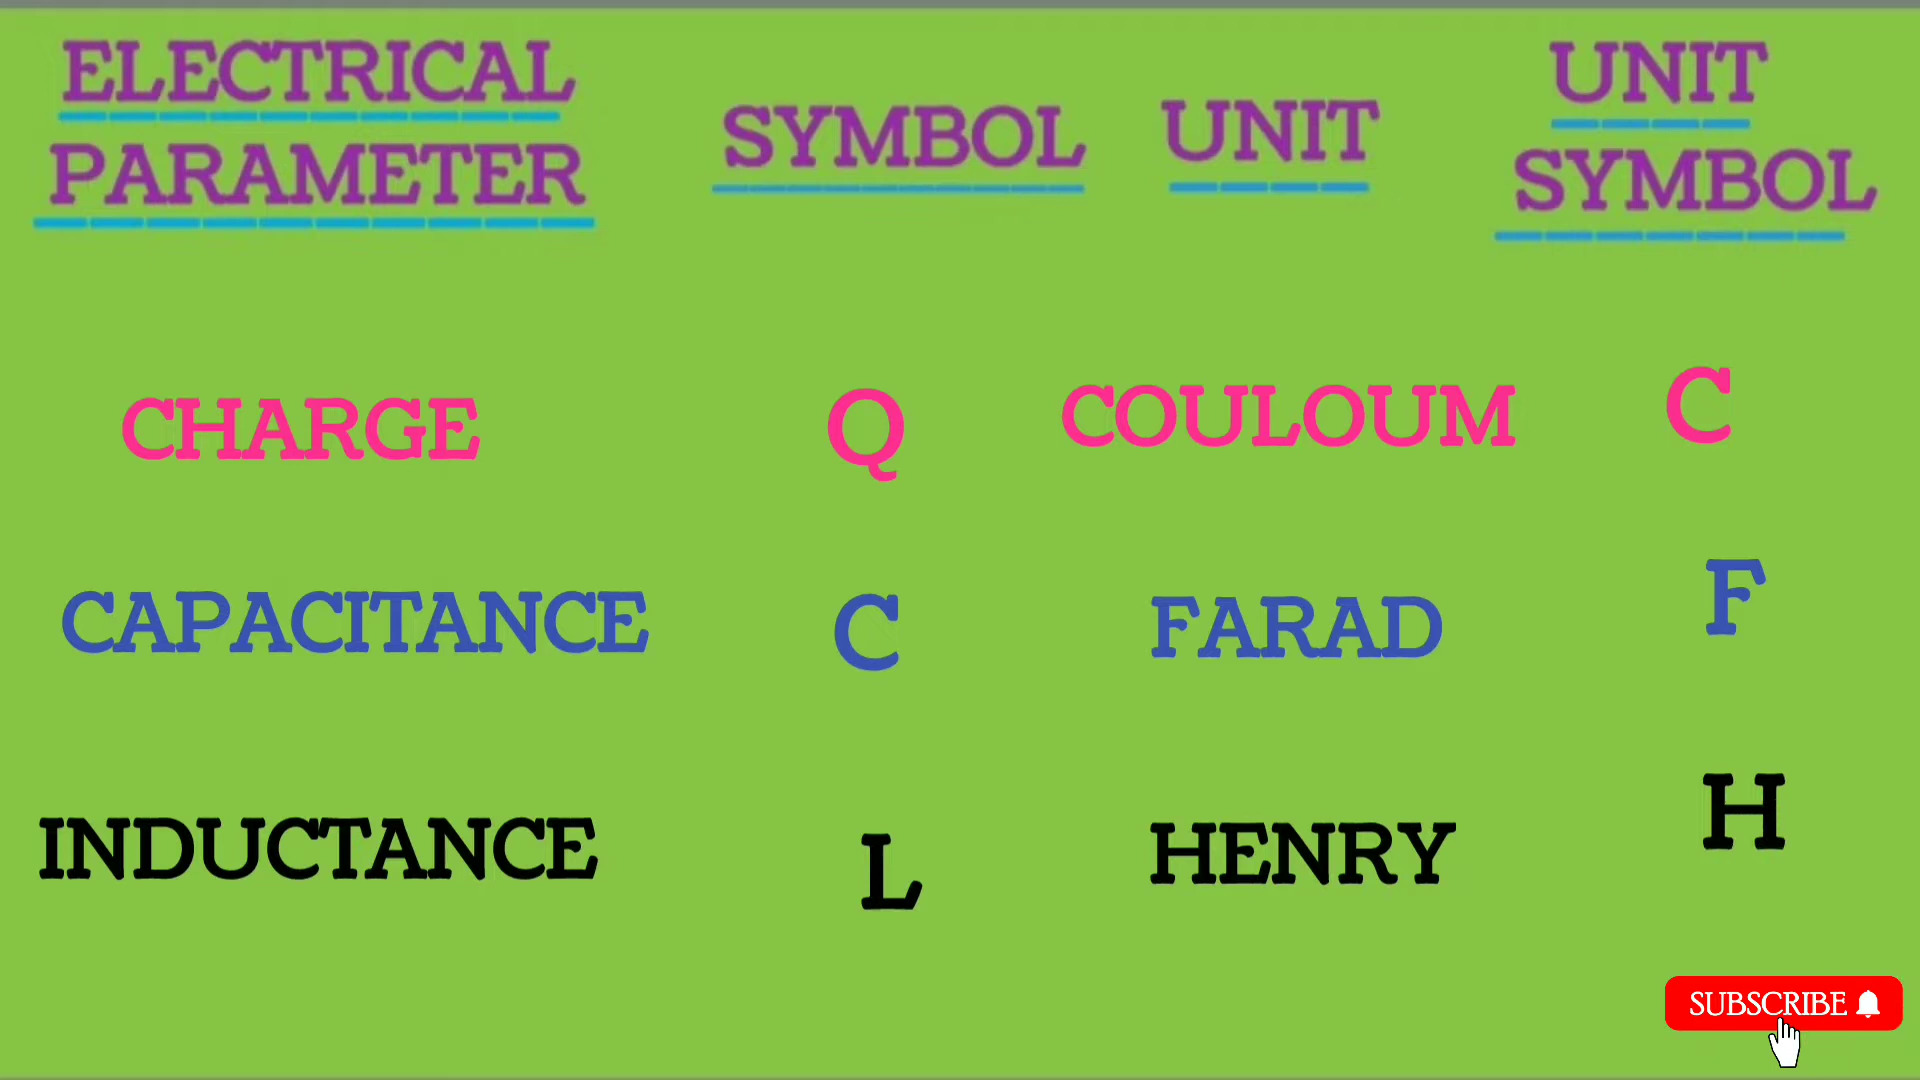 ELECTRICAL
PARAMETER
SYMBOL
UNIT
UNIT
SYMBOL
CHARGE Q COULOUM C
CAPACITANCE C FARAD F
INDUCTANCE L HENRY H
SUBSCRIBE